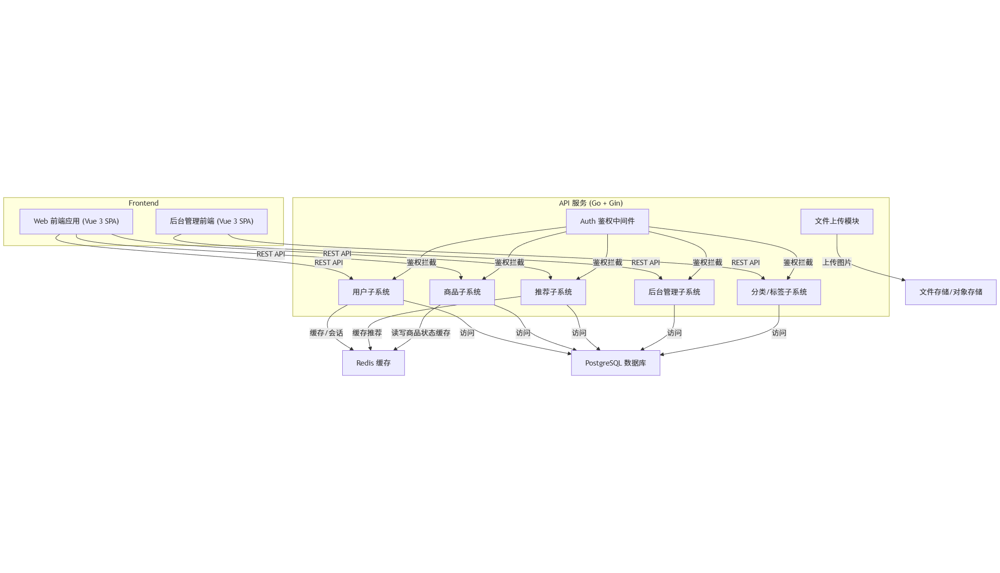 Frontend
API 服务 (Go + Gin)
Web 前端应用 (Vue 3 SPA)
后台管理前端 (Vue 3 SPA)
Auth 鉴权中间件
文件上传模块
REST API
REST API
REST API
鉴权拦截
鉴权拦截
鉴权拦截
REST API
鉴权拦截
REST API
鉴权拦截
上传图片
用户子系统
商品子系统
推荐子系统
后台管理子系统
分类/标签子系统
文件存储/对象存储
缓存/会话
缓存推荐
读写商品状态缓存
访问
访问
访问
访问
访问
Redis 缓存
PostgreSQL 数据库